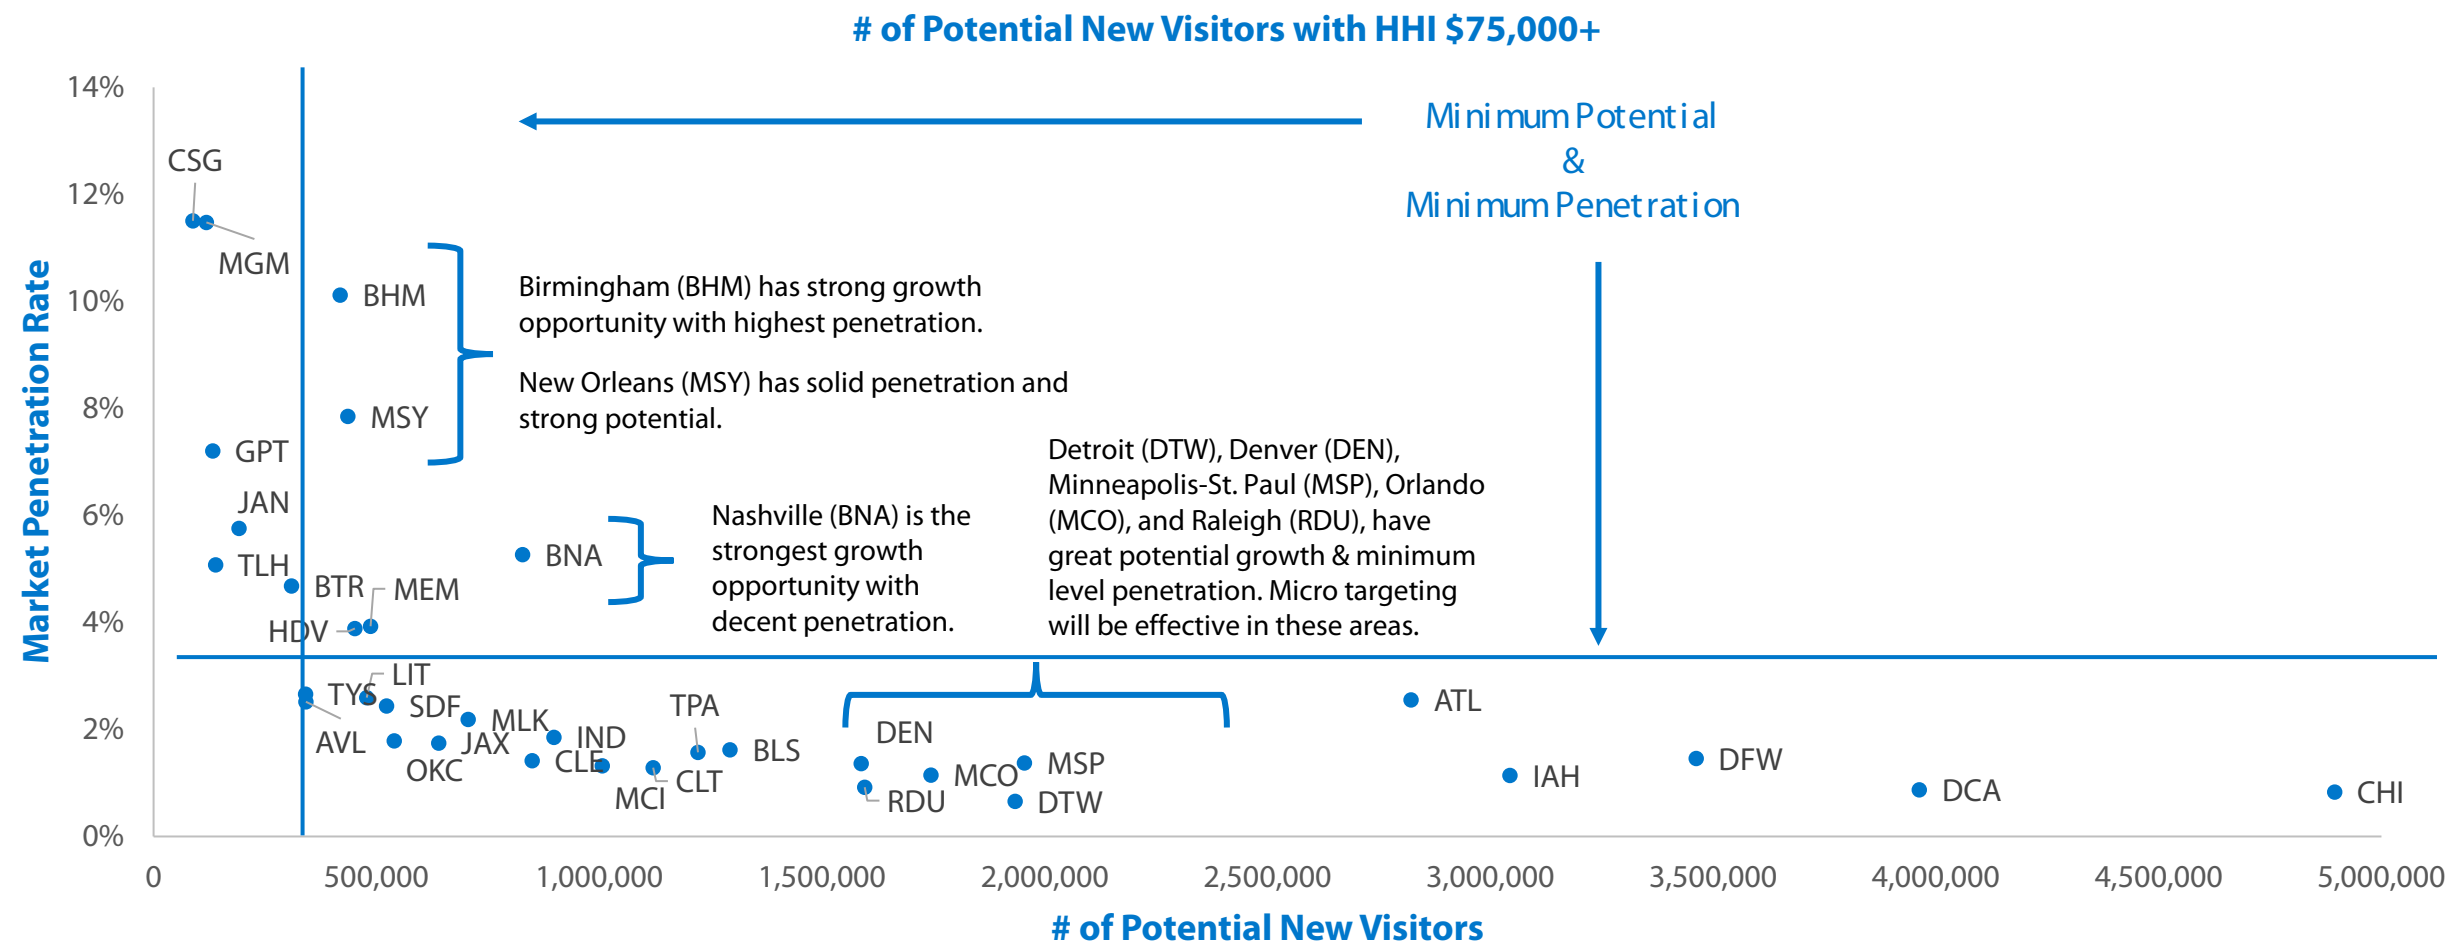 # of Potential New Visitors with HHI $75,000+
14%
12%
10%
8%
6%
4%
2%
0%
Market Penetration Rate
Minimum Potential
&
Minimum Penetration
CSG
MGM
BHM
MSY
GPT
JAN
TLH
BTR
MEM
HDV
BNA
Birmingham (BHM) has strong growth
opportunity with highest penetration.
New Orleans (MSY) has solid penetration and
strong potential.
Nashville (BNA) is the
strongest growth
opportunity with
decent penetration.
Detroit (DTW), Denver (DEN),
Minneapolis-St. Paul (MSP), Orlando
(MCO), and Raleigh (RDU), have
great potential growth & minimum
level penetration. Micro targeting
will be effective in these areas.
LIT
TYS
SDF
AVL
OKC
JAX
MLK
IND
CLE
MCI
CLT
TPA
BLS
DEN
RDU
MCO
MSP
DTW
ATL
IAH
DFW
DCA
CHI
0
500,000
1,000,000
1,500,000
2,000,000
2,500,000
3,000,000
3,500,000
4,000,000
4,500,000
5,000,000
# of Potential New Visitors